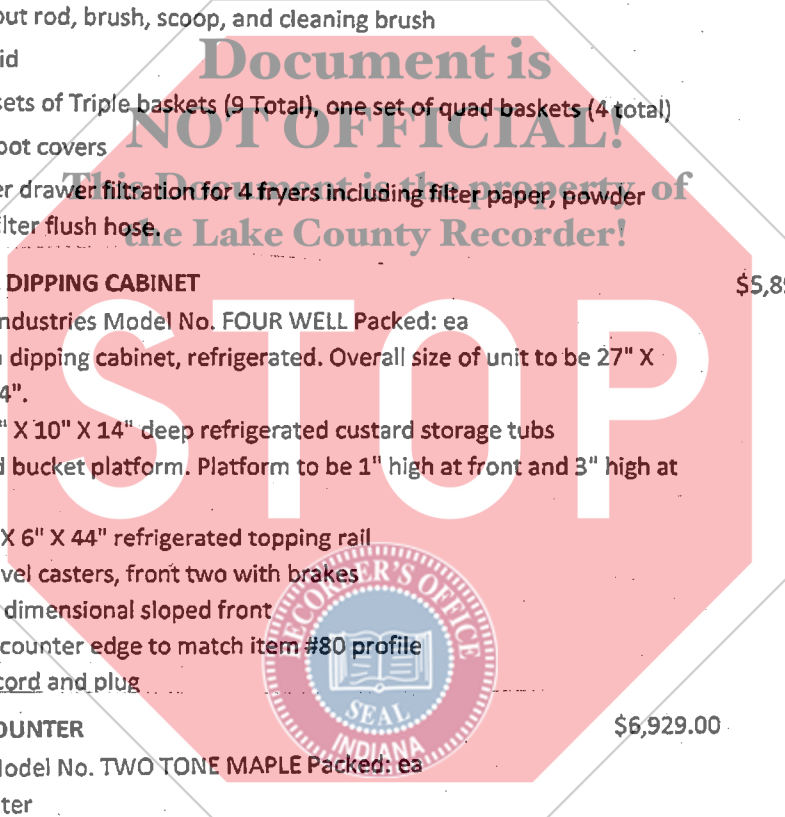 out rod, brush, scoop, and cleaning brush
id
Document is
sets of Triple baskets (9 Total), one set of quad baskets (4 total)
NOT OFFICIAL!
oot covers
er drawer filtration for 4 fryers including filter paper, powder
This Document is the property of
ilter flush hose.
the Lake County Recorder!
DIPPING CABINET $5,8
ndustries Model No. FOUR WELL Packed: ea
dipping cabinet, refrigerated. Overall size of unit to be 27" X
4".
" X 10" X 14" deep refrigerated custard storage tubs
d bucket platform. Platform to be 1" high at front and 3" high at
STOP
X 6" X 44" refrigerated topping rail
vel casters, front two with brakes
dimensional sloped front
counter edge to match item #80 profile
cord and plug
RECORDER'S OFFICE
SEAL
INDIANA
OUNTER $6,929.00
Model No. TWO TONE MAPLE Packed: ea
ter